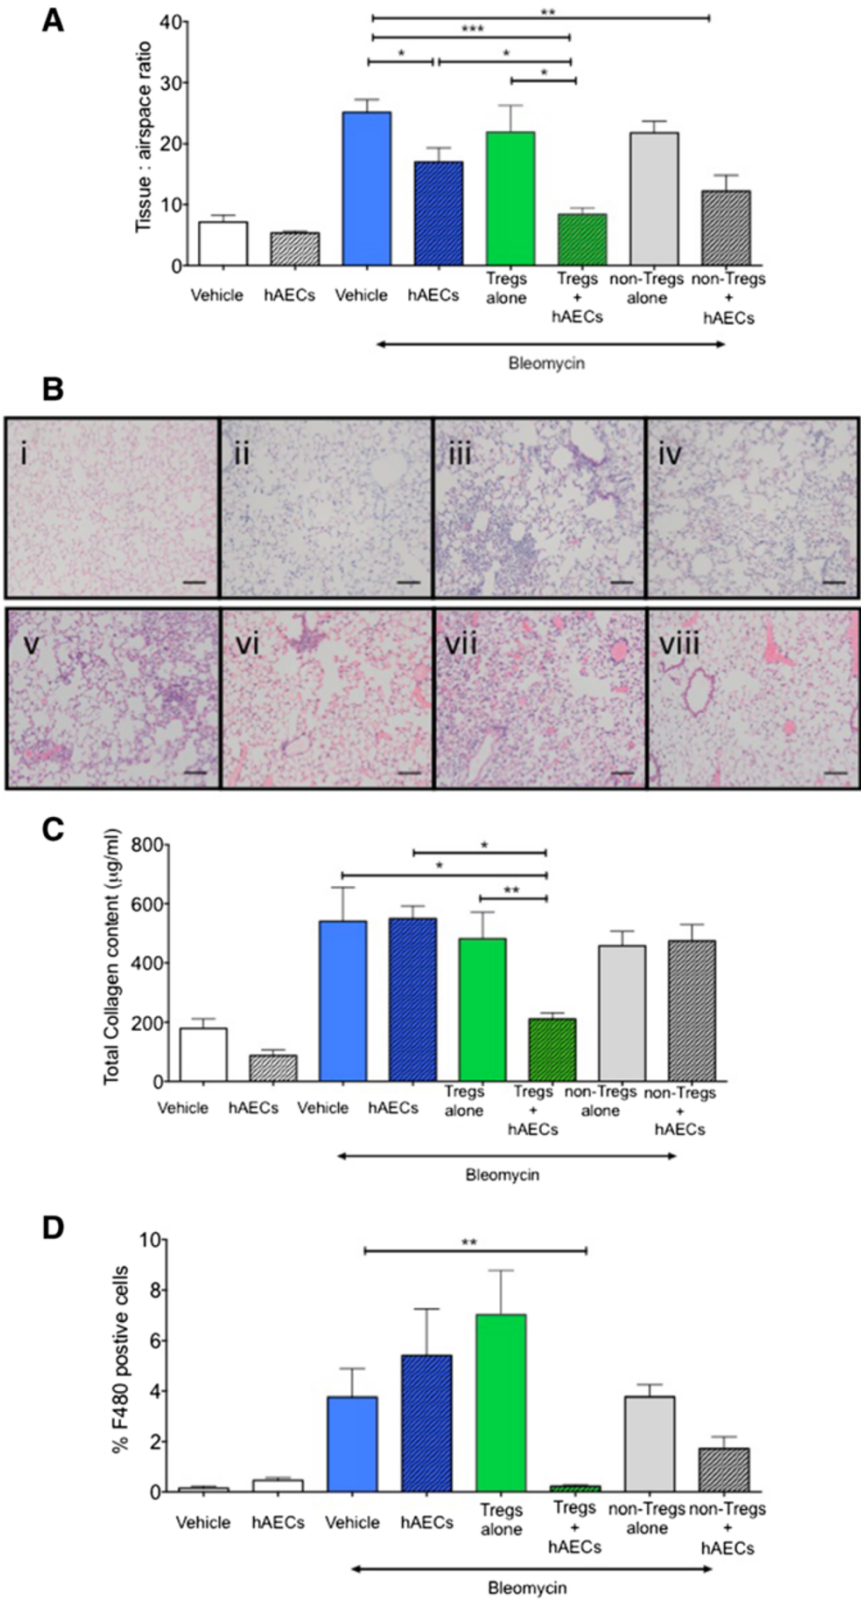 A
Tissue : airspace ratio
40
30
20
10
0
**
***
*
*
*
Vehicle
hAECs
Vehicle
hAECs
Tregs
alone
Tregs
+
hAECs
non-Tregs
alone
non-Tregs
+
hAECs
Bleomycin
B
i
ii
iii
iv
v
vi
vii
viii
C
Total Collagen content (µg/ml)
800
600
400
200
0
*
*
**
Vehicle
hAECs
Vehicle
hAECs
Tregs
alone
Tregs
+
hAECs
non-Tregs
alone
non-Tregs
+
hAECs
Bleomycin
D
% F480 postive cells
10
8
6
4
2
0
**
Vehicle
hAECs
Vehicle
hAECs
Tregs
alone
Tregs
+
hAECs
non-Tregs
alone
non-Tregs
+
hAECs
Bleomycin